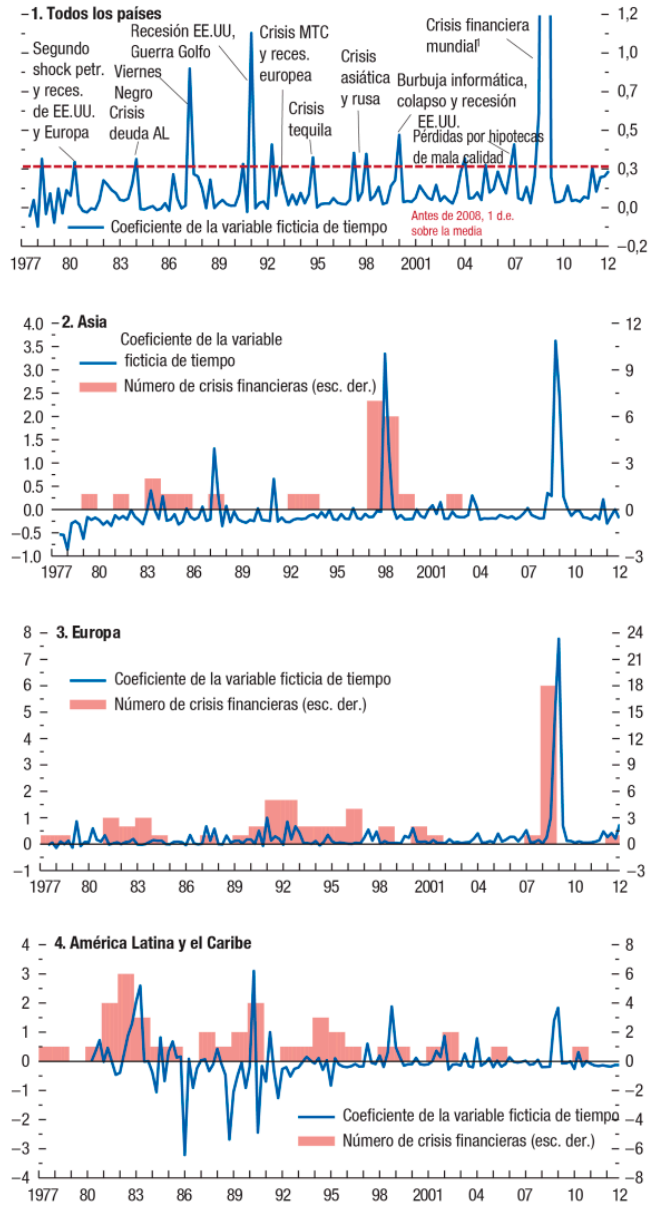 1. Todos los países
Segundo
shock petr.
y reces.
de EE.UU.
y Europa
Crisis
deuda AL
Viernes
Negro
Recesión EE.UU,
Guerra Golfo
Crisis MTC
y reces.
europea
Crisis
tequila
Crisis
asiática
y rusa
Crisis financiera
mundial¹
Burbuja informática,
colapso y recesión
EE.UU.
Pérdidas por hipotecas
de mala calidad
Antes de 2008, 1 d.e.
sobre la media
Coeficiente de la variable ficticia de tiempo
1,2
1,0
0,7
0,5
0,3
0,0
–0,2
1977 80 83 86 89 92 95 98 2001 04 07 10 12
2. Asia
Coeficiente de la variable
ficticia de tiempo
Número de crisis financieras (esc. der.)
4.0
3.5
3.0
2.5
2.0
1.5
1.0
0.5
0.0
–0.5
–1.0
12
9
6
3
0
–3
1977 80 83 86 89 92 95 98 2001 04 07 10 12
3. Europa
Coeficiente de la variable ficticia de tiempo
Número de crisis financieras (esc. der.)
8
7
6
5
4
3
2
1
0
–1
24
21
18
15
12
9
6
3
0
–3
1977 80 83 86 89 92 95 98 2001 04 07 10 12
4. América Latina y el Caribe
Coeficiente de la variable ficticia de tiempo
Número de crisis financieras (esc. der.)
4
3
2
1
0
–1
–2
–3
–4
8
6
4
2
0
–2
–4
–6
–8
1977 80 83 86 89 92 95 98 2001 04 07 10 12